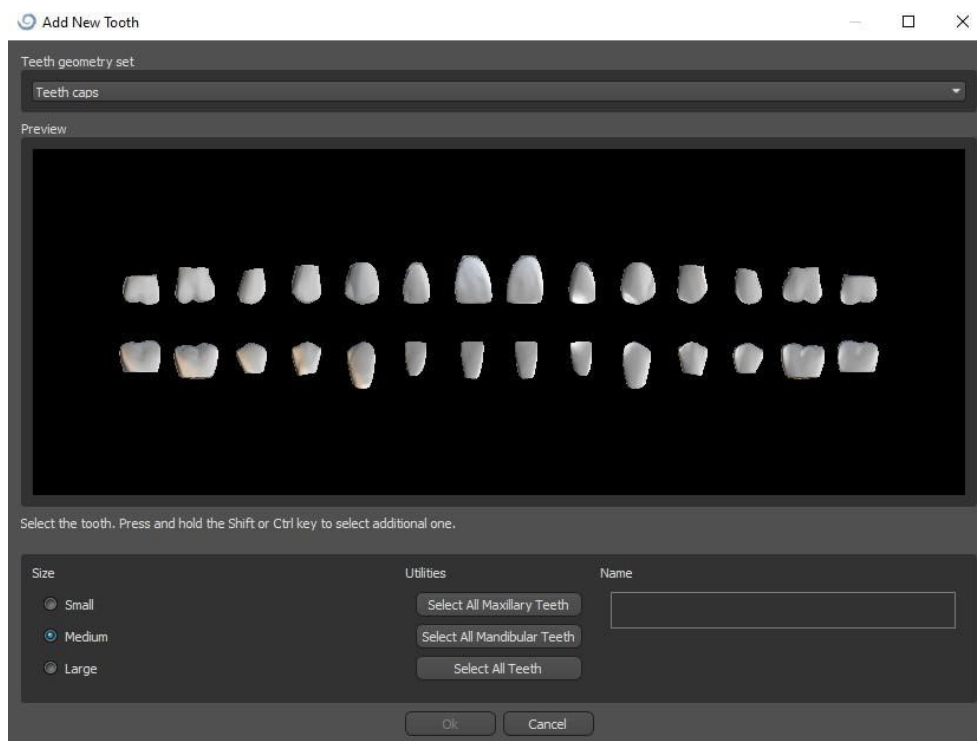 Add New Tooth
Teeth geometry set
Teeth caps
Preview
Select the tooth. Press and hold the Shift or Ctrl key to select additional one.
Size
Utilities
Name
Small
Select All Maxillary Teeth
Medium
Select All Mandibular Teeth
Large
Select All Teeth
Ok
Cancel